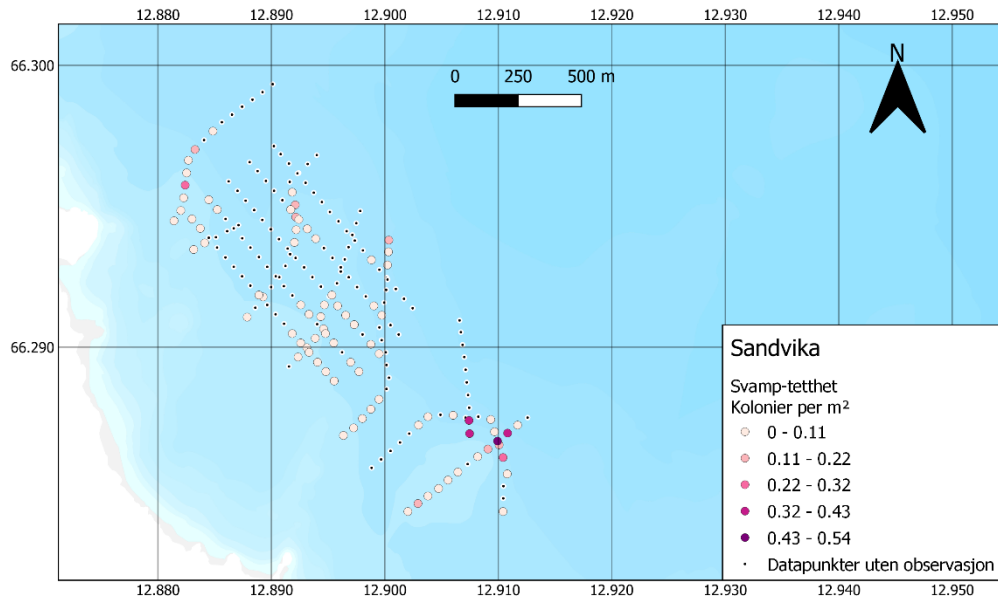 12.880 12.890 12.900 12.910 12.920 12.930 12.940 12.950
66.300
N
0 250 500 m
66.290
Sandvika
Svamp-tetthet
Kolonier per m²
0 - 0.11
0.11 - 0.22
0.22 - 0.32
0.32 - 0.43
0.43 - 0.54
Datapunkter uten observasjon
12.880 12.890 12.900 12.910 12.920 12.930 12.940 12.950